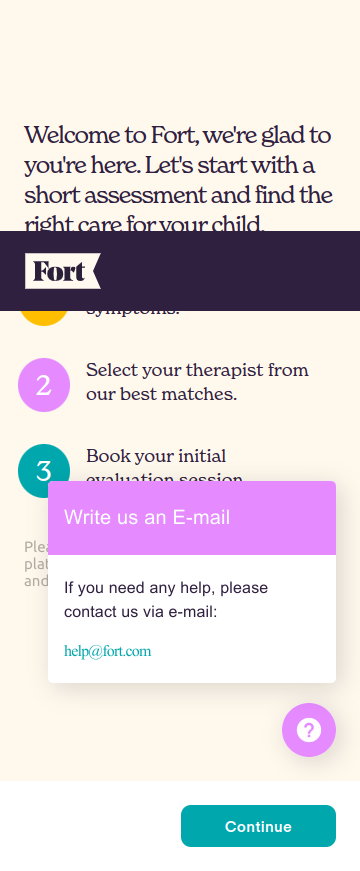 Welcome to Fort, we're glad to
you're here. Let's start with a
short assessment and find the
right care for your child.
Fort
symptoms.
2
Select your therapist from
our best matches.
3
Book your initial
evaluation session
Write us an E-mail
If you need any help, please
contact us via e-mail:
help@fort.com
and
?
Continue